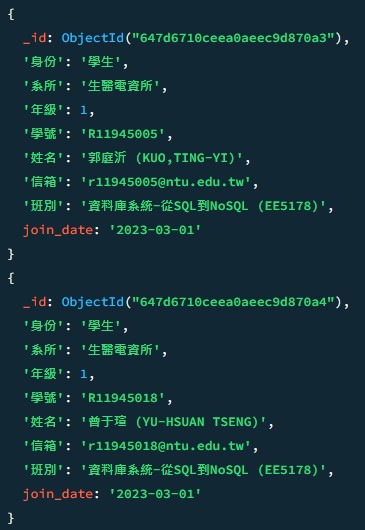 {
_id: ObjectId("647d6710ceea0aeec9d870a3"),
'身份': '學生',
'系所': '生醫電資所',
'年級': 1,
'學號': 'R11945005',
'姓名': '郭庭沂 (KUO,TING-YI)',
'信箱': 'r11945005@ntu.edu.tw',
'班別': '資料庫系統-從SQL到NoSQL (EE5178)',
join_date: '2023-03-01'
}
{
_id: ObjectId("647d6710ceea0aeec9d870a4"),
'身份': '學生',
'系所': '生醫電資所',
'年級': 1,
'學號': 'R11945018',
'姓名': '曾于瑄 (YU-HSUAN TSENG)',
'信箱': 'r11945018@ntu.edu.tw',
'班別': '資料庫系統-從SQL到NoSQL (EE5178)',
join_date: '2023-03-01'
}